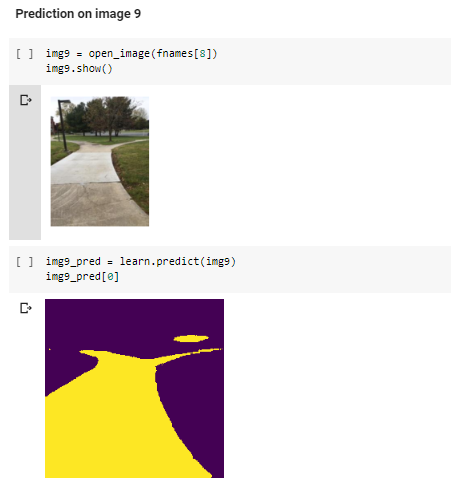 Prediction on image 9
[ ] img9 = open_image(fnames[8])
img9.show()
[ ] img9_pred = learn.predict(img9)
img9_pred[0]